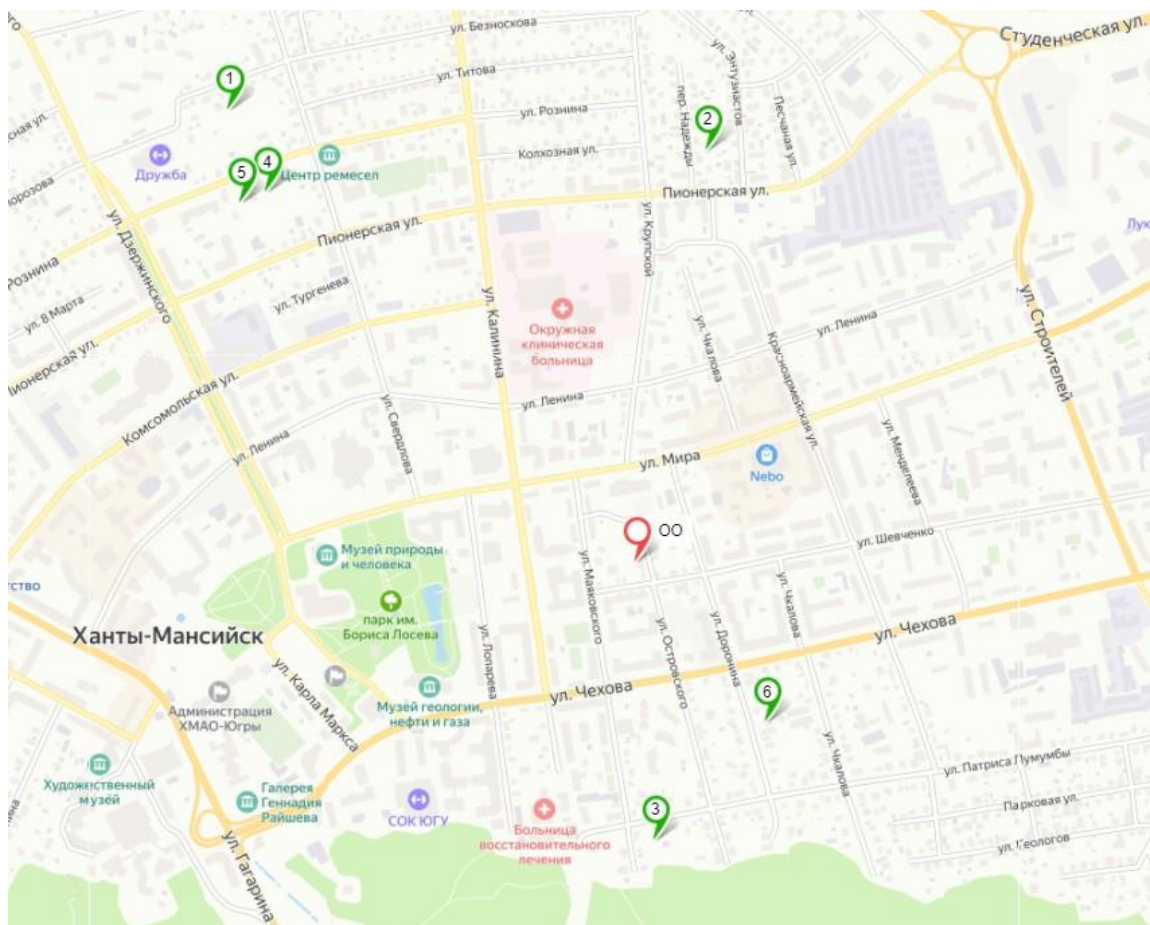 ул. Безноскова
Студенческая ул.
ул. Титова
ул. Энтузиастов
1
ул. Рознина
пер. Надежды
2
Песчаная ул.
Дружба
5
4
Центр ремесел
Колхозная ул.
Пионерская ул.
Пионерская ул.
ул. Крупской
ул. Дзержинского
Рознина
ул. 8 Марта
ул. Тургенева
ул. Калинина
Окружная
клиническая
больница
ул. Чкалова
ул. Ленина
Красноармейская ул.
ул. Строителей
Пионерская ул.
Комсомольская ул.
ул. Ленина
ул. Ленина
ул. Свердлова
ул. Мира
Nebo
ул. Менделеева
ОО
ул. Шевченко
Музей природы
и человека
ул. Маяковского
парк им.
Бориса Лосева
Ханты-Мансийск
ул. Лопарева
ул. Островского
ул. Доронина
ул. Чкалова
ул. Чехова
ул. Карла Маркса
Администрация
ХМАО-Югры
Музей геологии,
нефти и газа
ул. Чехова
6
Художественный
музей
Галерея
Геннадия
Райшева
СОК ЮГУ
Больница
восстановительного
лечения
3
ул. Чкалова
ул. Патриса Лумумбы
Парковая ул.
ул. Геологов
ул. Гагарина